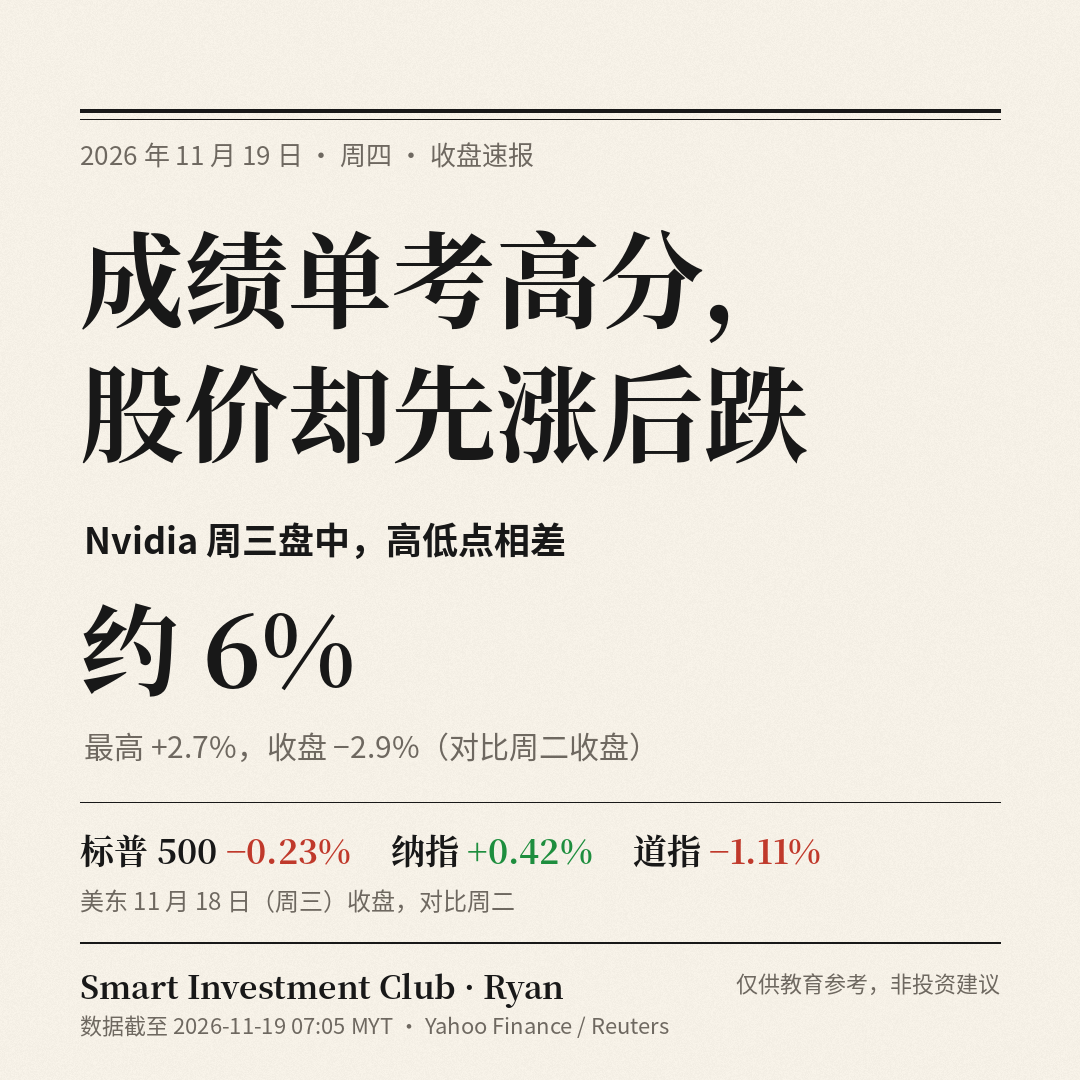 2026 年 11 月 19 日 · 周四 · 收盘速报
成绩单考高分，
股价却先涨后跌
Nvidia 周三盘中，高低点相差
约 6%
最高 +2.7%，收盘 −2.9%（对比周二收盘）
标普 500 −0.23% 纳指 +0.42% 道指 −1.11%
美东 11 月 18 日（周三）收盘，对比周二
Smart Investment Club · Ryan
仅供教育参考，非投资建议
数据截至 2026-11-19 07:05 MYT · Yahoo Finance / Reuters